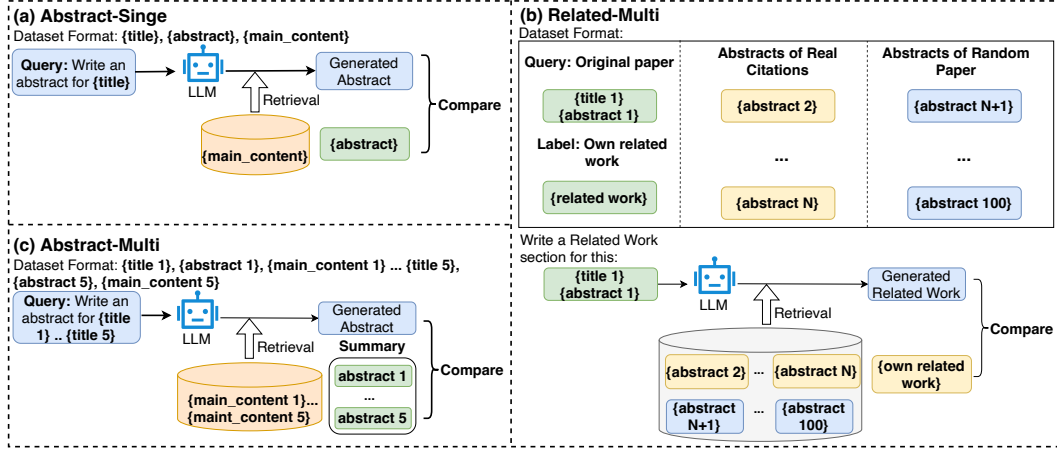 (a) Abstract-Singe
Dataset Format: {title}, {abstract}, {main_content}
Query: Write an
abstract for {title}
LLM
Retrieval
Generated
Abstract
Compare
{main_content}
{abstract}
(c) Abstract-Multi
Dataset Format: {title 1}, {abstract 1}, {main_content 1} ... {title 5},
{abstract 5}, {main_content 5}
Query: Write an
abstract for {title
1} .. {title 5}
LLM
Retrieval
Generated
Abstract
Summary
Compare
{main_content 1}...
{maint_content 5}
abstract 1
...
abstract 5
(b) Related-Multi
Dataset Format:
Query: Original paper
{title 1}
{abstract 1}
Label: Own related
work
{related work}
Abstracts of Real
Citations
{abstract 2}
...
{abstract N}
Abstracts of Random
Paper
{abstract N+1}
...
{abstract 100}
Write a Related Work
section for this:
{title 1}
{abstract 1}
LLM
Retrieval
Generated
Related Work
Compare
{abstract 2}
...
{abstract N}
{abstract
N+1}
...
{abstract
100}
{own related
work}